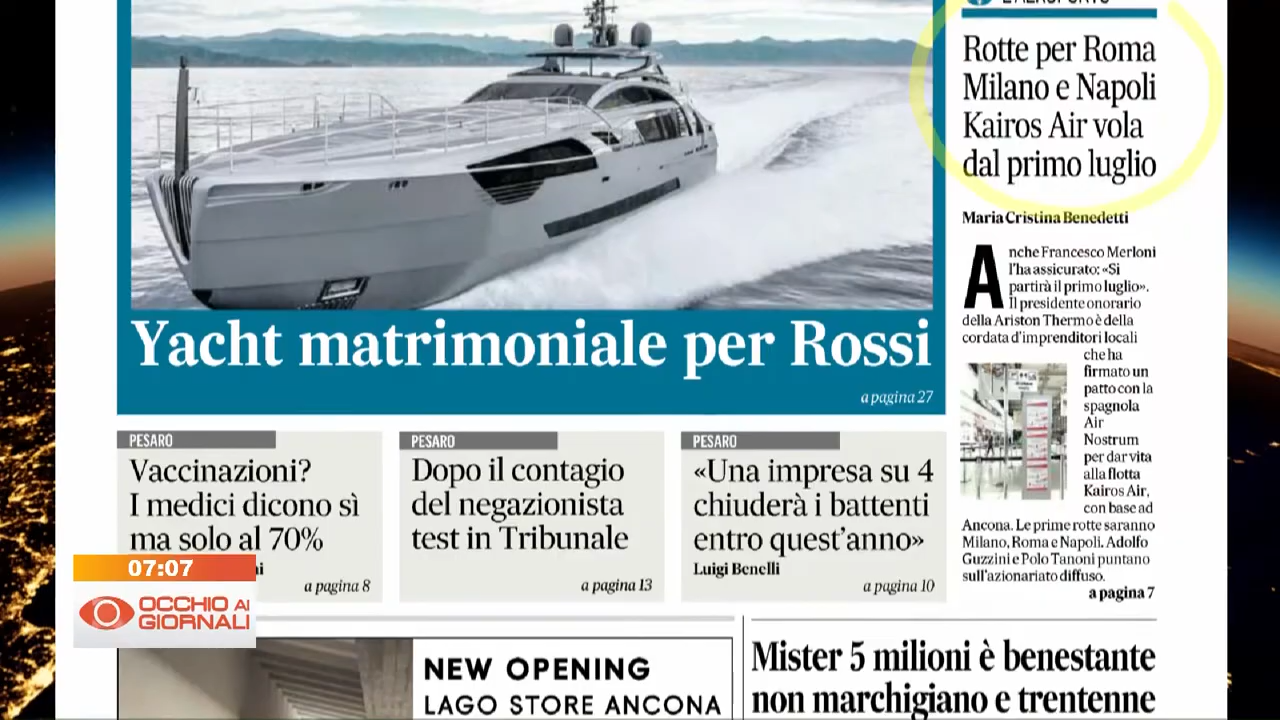 L'AEROPORTO
Rotte per Roma
Milano e Napoli
Kairos Air vola
dal primo luglio
Maria Cristina Benedetti
Anche Francesco Merloni
l'ha assicurato: «Si
partirà il primo luglio».
Il presidente onorario
della Ariston Thermo è della
cordata d'imprenditori locali
che ha
firmato un
patto con la
spagnola
Air
Nostrum
per dar vita
alla flotta
Kairos Air,
con base ad
Ancona. Le prime rotte saranno
Milano, Roma e Napoli. Adolfo
Guzzini e Polo Tanoni puntano
sull'azionariato diffuso.
a pagina 7
Yacht matrimoniale per Rossi
a pagina 27
PESARO
Vaccinazioni?
I medici dicono sì
ma solo al 70%
a pagina 8
PESARO
Dopo il contagio
del negazionista
test in Tribunale
a pagina 13
PESARO
«Una impresa su 4
chiuderà i battenti
entro quest'anno»
Luigi Benelli
a pagina 10
07:07
OCCHIO AI
GIORNALI
NEW OPENING
LAGO STORE ANCONA
Mister 5 milioni è benestante
non marchigiano e trentenne